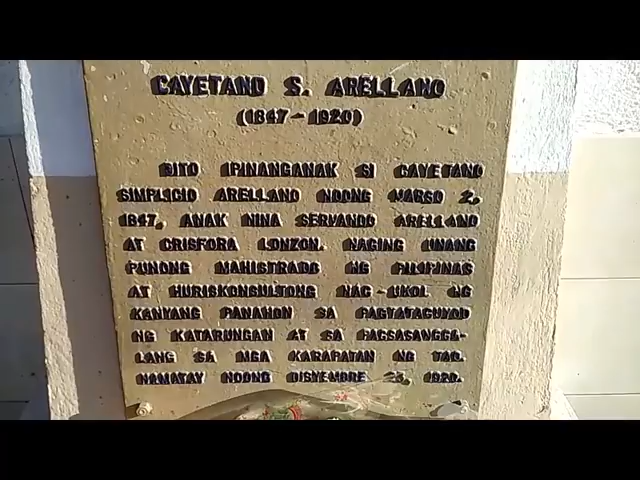 CAYETANO S. ARELLANO
(1847-1920)
DITO IPINANGANAK SI CAYETANO
SIMPLICIO ARELLANO NOONG MARSO 2,
1847, ANAK NINA SERVANDO ARELLANO
AT CRISPORA LONZON. NAGING UNANG
PUNONG MAHISTRADO NG PILIPINAS
AT HURISKONSULTONG NAG-UKOL NG
KANYANG PANAHON SA PAGTATAGUYOD
NG KATARUNGAN AT SA PAGSASANGGA-
LANG SA MGA KARAPATAN NG TAO.
NAMATAY NOONG DISYEMBRE 23, 1920.